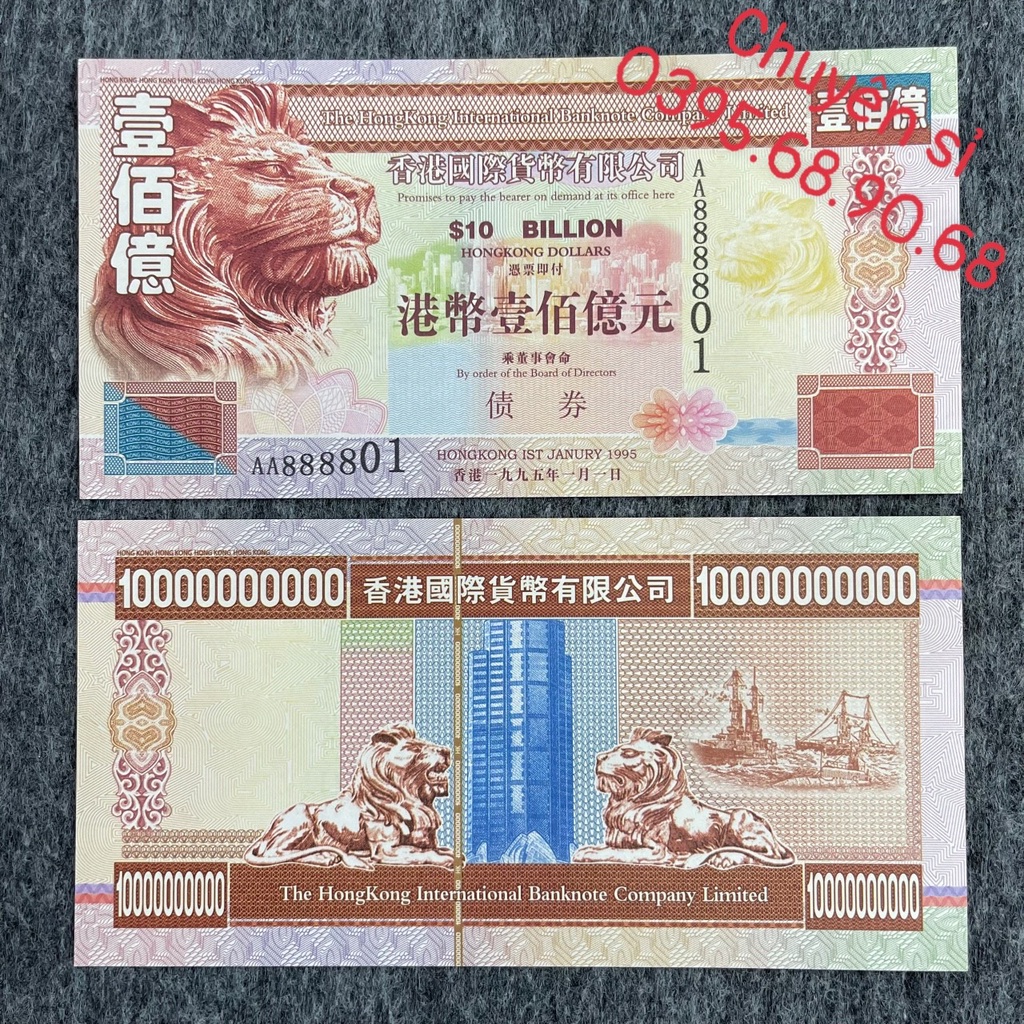 Chuyên sỉ
0395.68.90.68
HONG KONG HONG KONG HONG KONG HONG KONG
The HongKong International Banknote Company Limited
壹佰億
壹佰億
香港國際貨幣有限公司
Promises to pay the bearer on demand at its office here
$10 BILLION
HONGKONG DOLLARS
憑票即付
港幣壹佰億元
乘董事會命
By order of the Board of Directors
债券
AA888801
AA888801
HONGKONG IST JANURY 1995
香港一九九五年一月一日
HONG KONG HONG KONG HONG KONG HONG KONG
10000000000
香港國際貨幣有限公司
10000000000
10000000000
The HongKong International Banknote Company Limited
10000000000